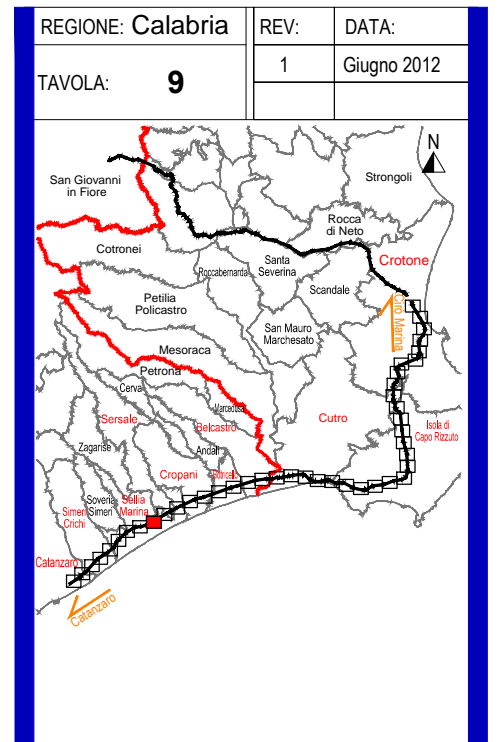 REGIONE: Calabria
REV:
DATA:
TAVOLA: 9
1
Giugno 2012
N
San Giovanni
in Fiore
Strongoli
Rocca
di Neto
Cotronei
Santa
Severina
Roccabernarda
Crotone
Scandale
Petilia
Policastro
Cirò Marina
San Mauro
Marchesato
Mesoraca
Petrona
Cerva
Marcedusa
Sersale
Belcastro
Cutro
Isola di
Capo Rizzuto
Andali
Zagarise
Cropani
Botricello
Soveria
Simeri
Sellia
Marina
Simeri
Crichi
Catanzaro
Catanzaro